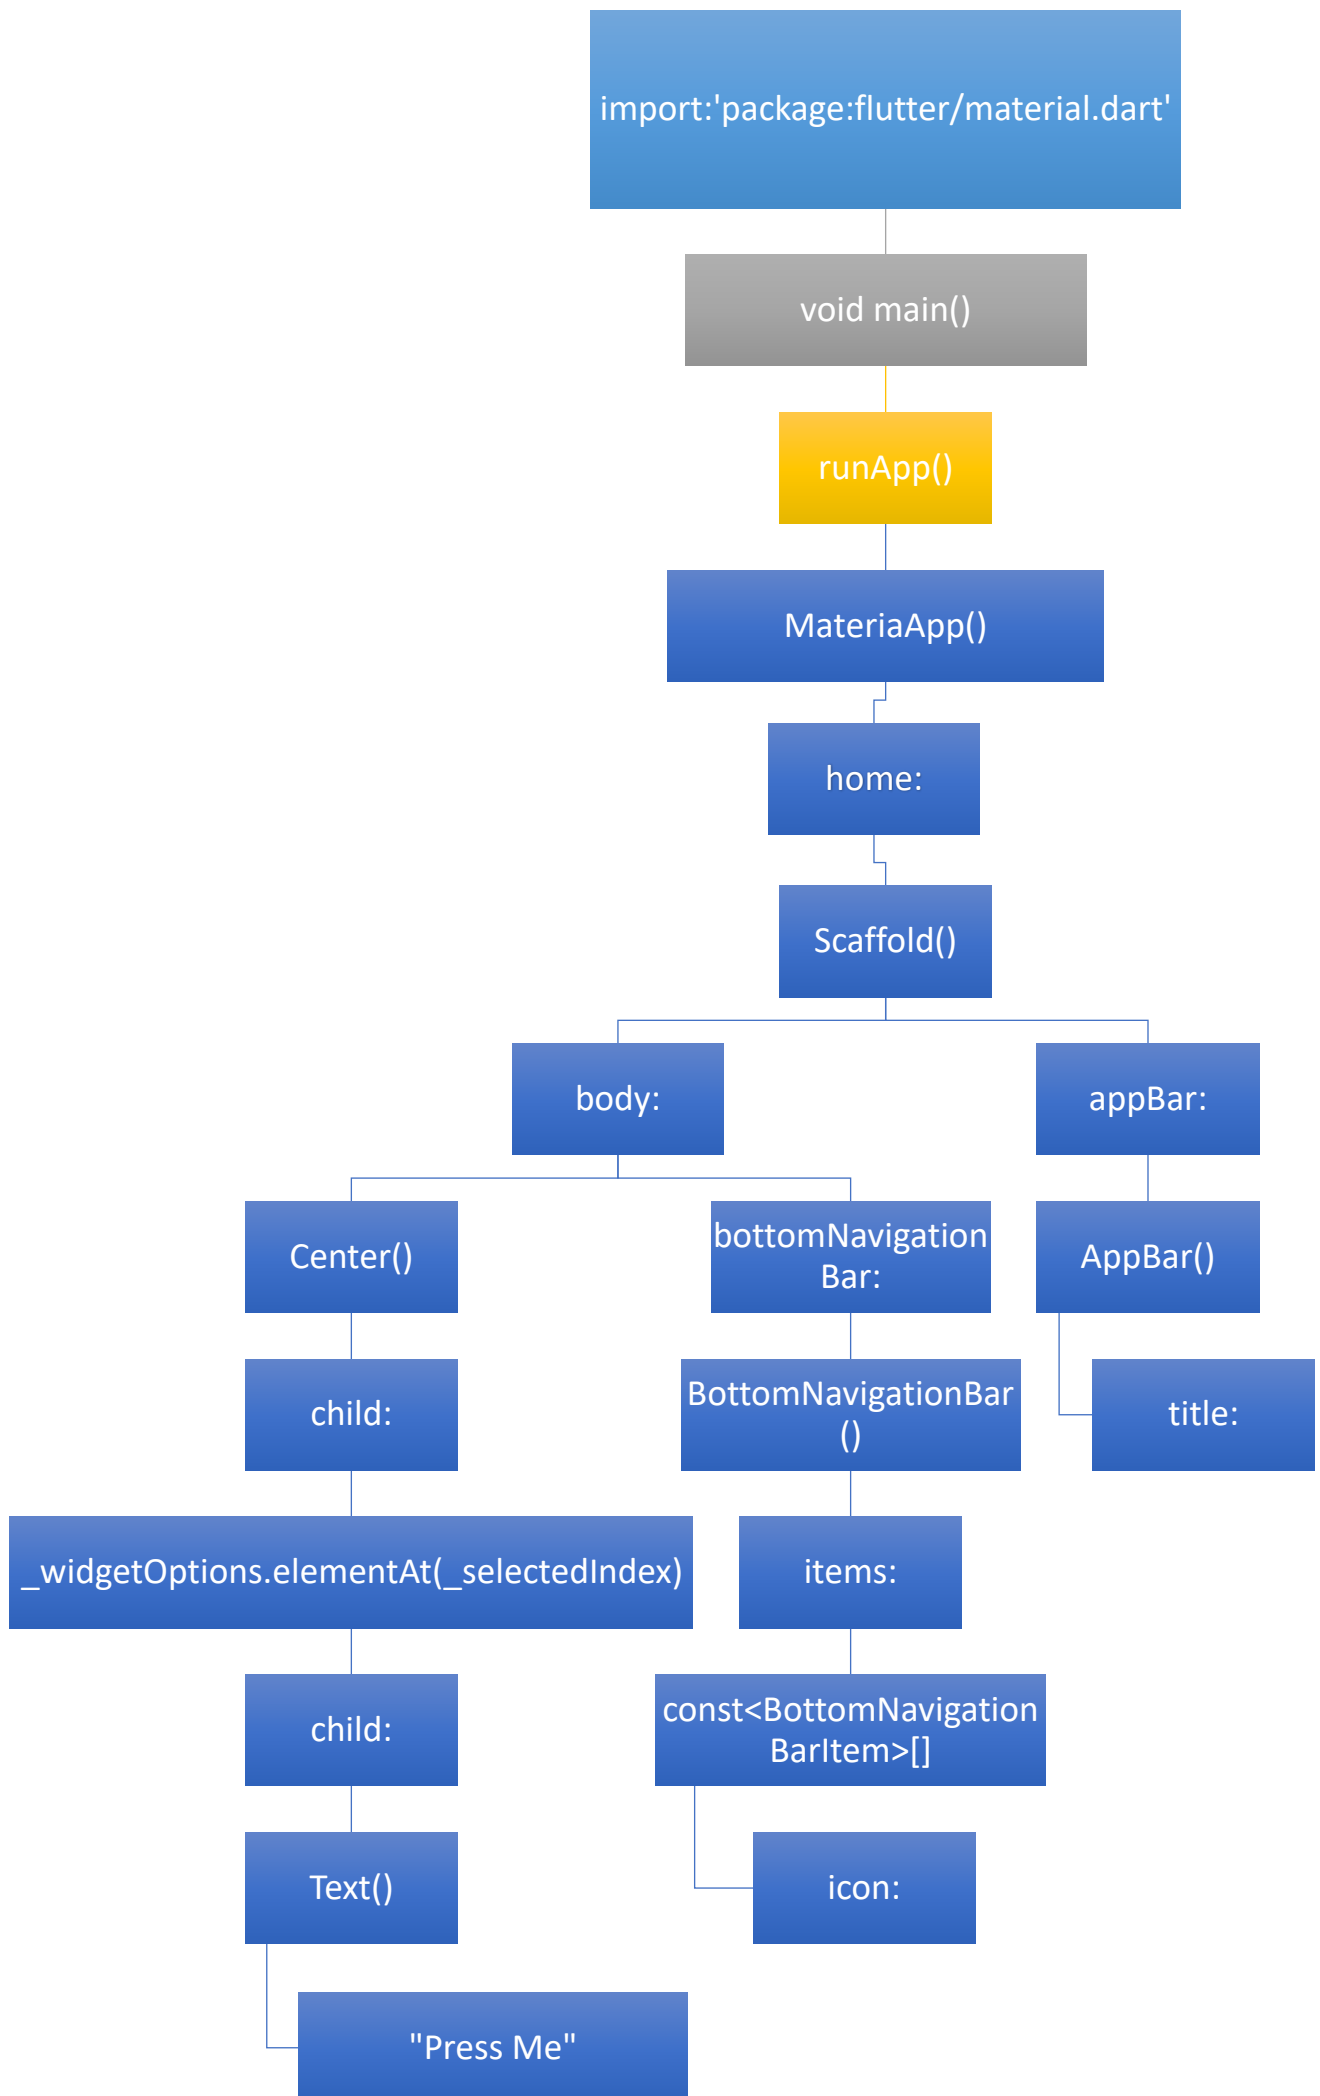 import:'package:flutter/material.dart'
void main()
runApp()
MateriaApp()
home:
Scaffold()
body:
appBar:
Center()
bottomNavigation
Bar:
AppBar()
child:
BottomNavigationBar
()
title:
_widgetOptions.elementAt(_selectedIndex)
items:
child:
const<BottomNavigation
BarItem>[]
Text()
icon:
"Press Me"